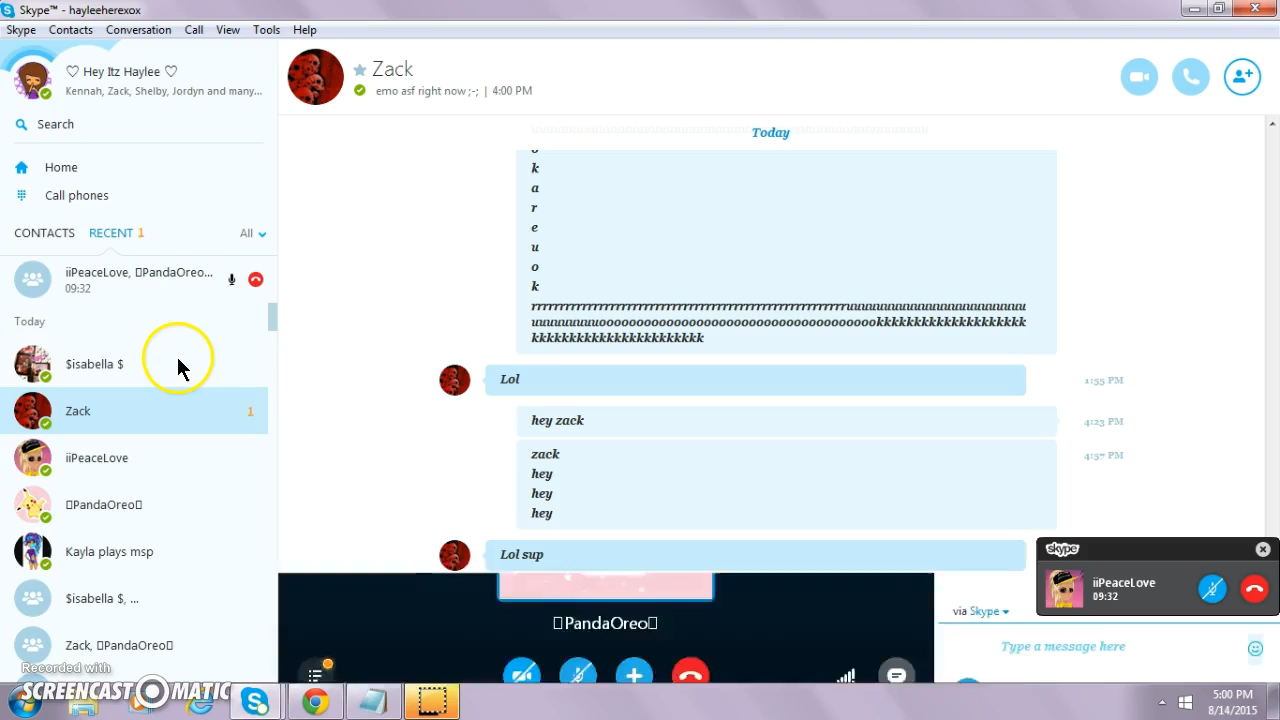 Skype™ - hayleeherexox
Skype Contacts Conversation Call View Tools Help
♡ Hey Itz Haylee ♡
Kennah, Zack, Shelby, Jordyn and many...
Search
Home
Call phones
CONTACTS RECENT 1 All
iiPeaceLove, ▯PandaOreo...
09:32
Today
$isabella $
Zack 1
iiPeaceLove
▯PandaOreo▯
Kayla plays msp
$isabella $, ...
Zack, ▯PandaOreo▯
Recorded with
SCREENCAST MATIC
Zack
emo asf right now ;-; | 4:00 PM
Today
k
a
r
e
u
o
k
Lol 1:55 PM
hey zack 4:23 PM
zack 4:57 PM
hey
hey
hey
Lol sup
▯PandaOreo▯
skype
iiPeaceLove
09:32
via Skype
Type a message here
5:00 PM
8/14/2015